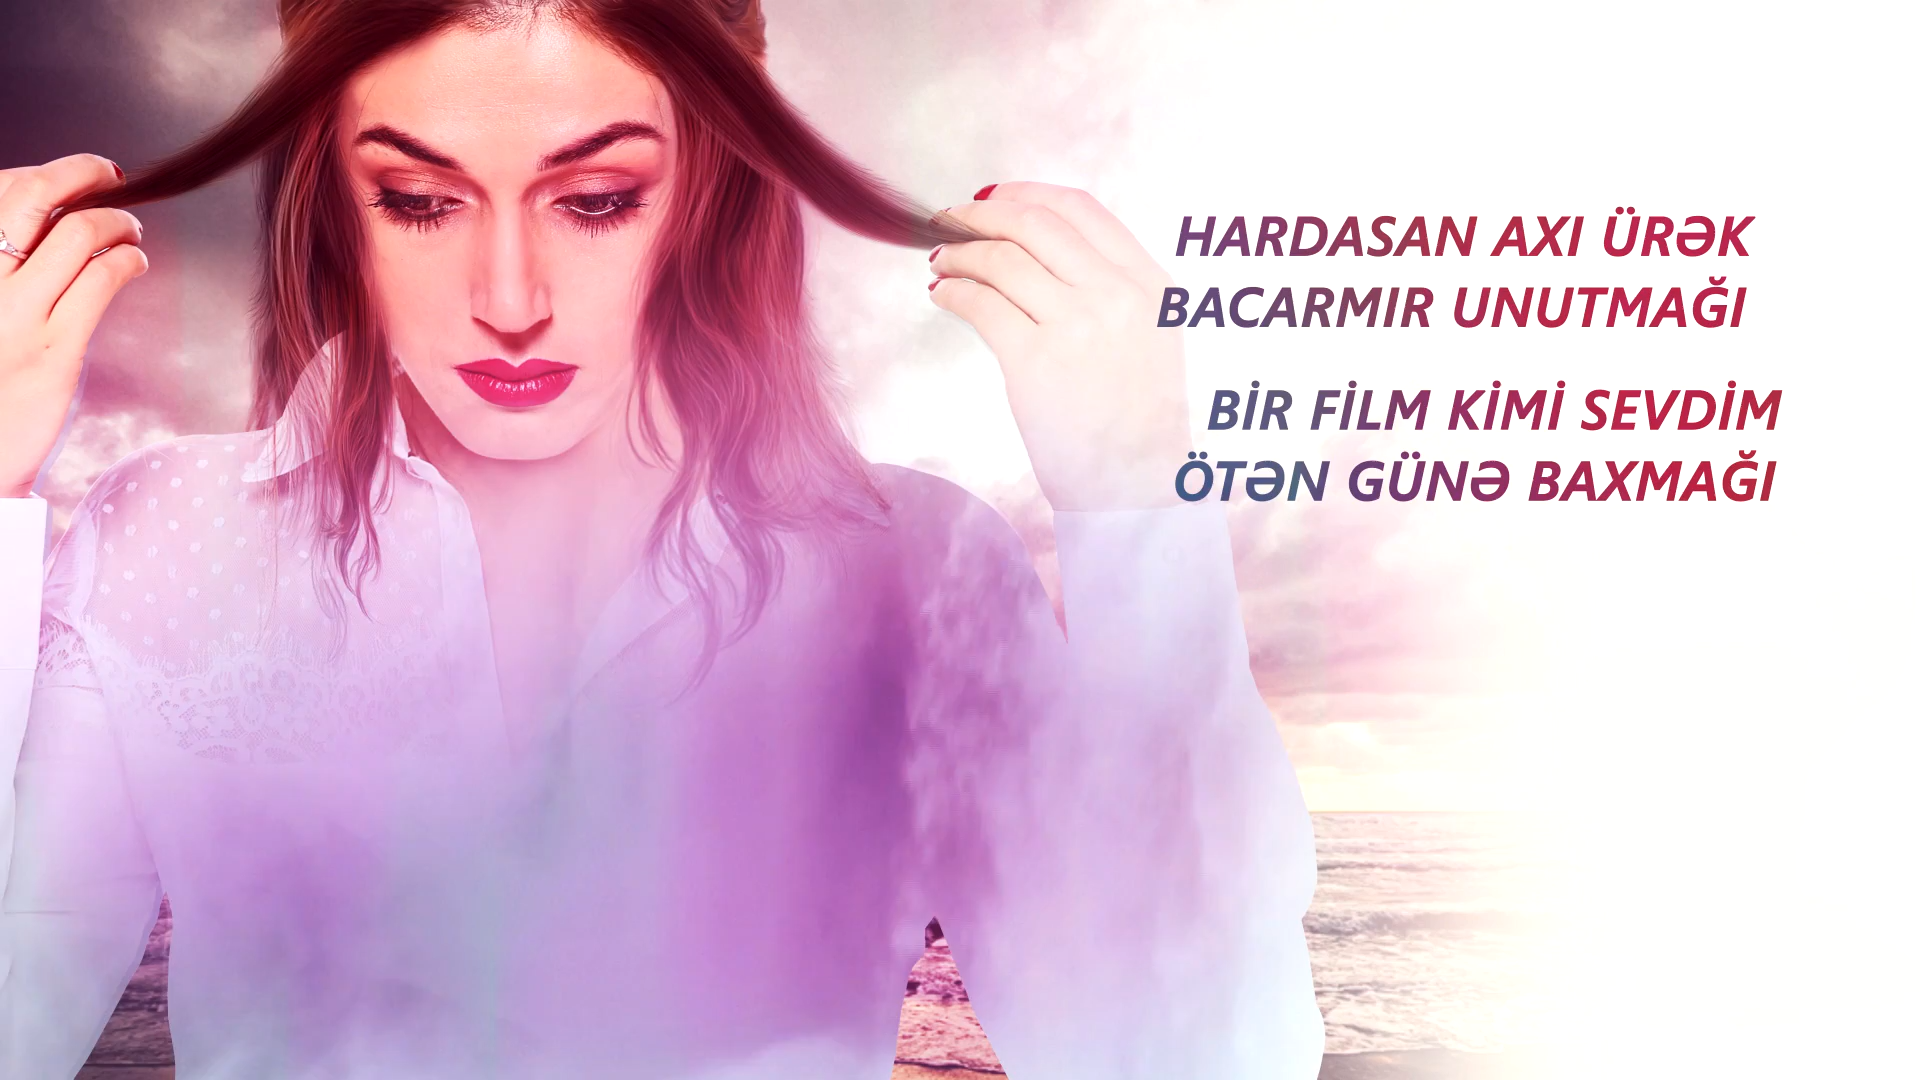 HARDASAN AXI ÜRƏK
BACARMIR UNUTMAĞI
BİR FİLM KİMİ SEVDİM
ÖTƏN GÜNƏ BAXMAĞI